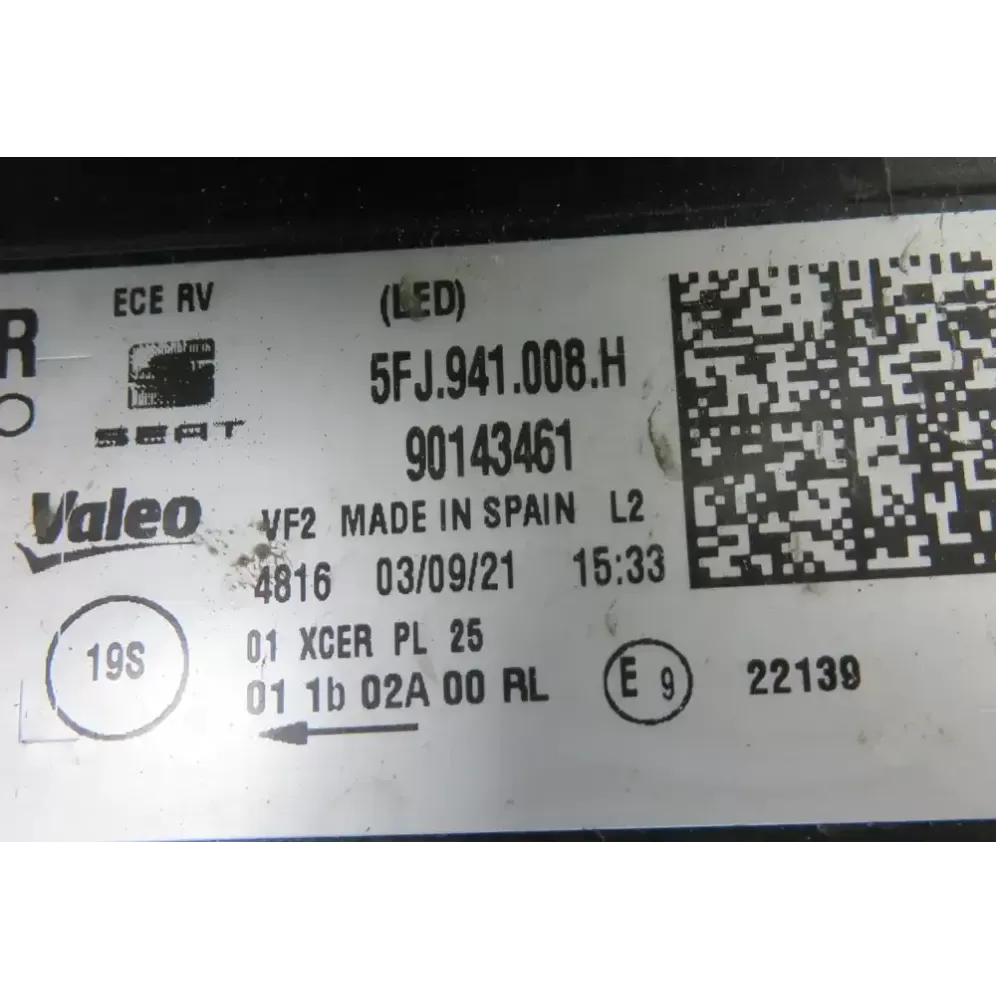 R
ECE RV (LED)
5FJ.941.008.H
SEAT
90143461
Valeo
VF2 MADE IN SPAIN L2
4816 03/09/21 15:33
19S
01 XCER PL 25
01 1b 02A 00 RL
E 9
22139